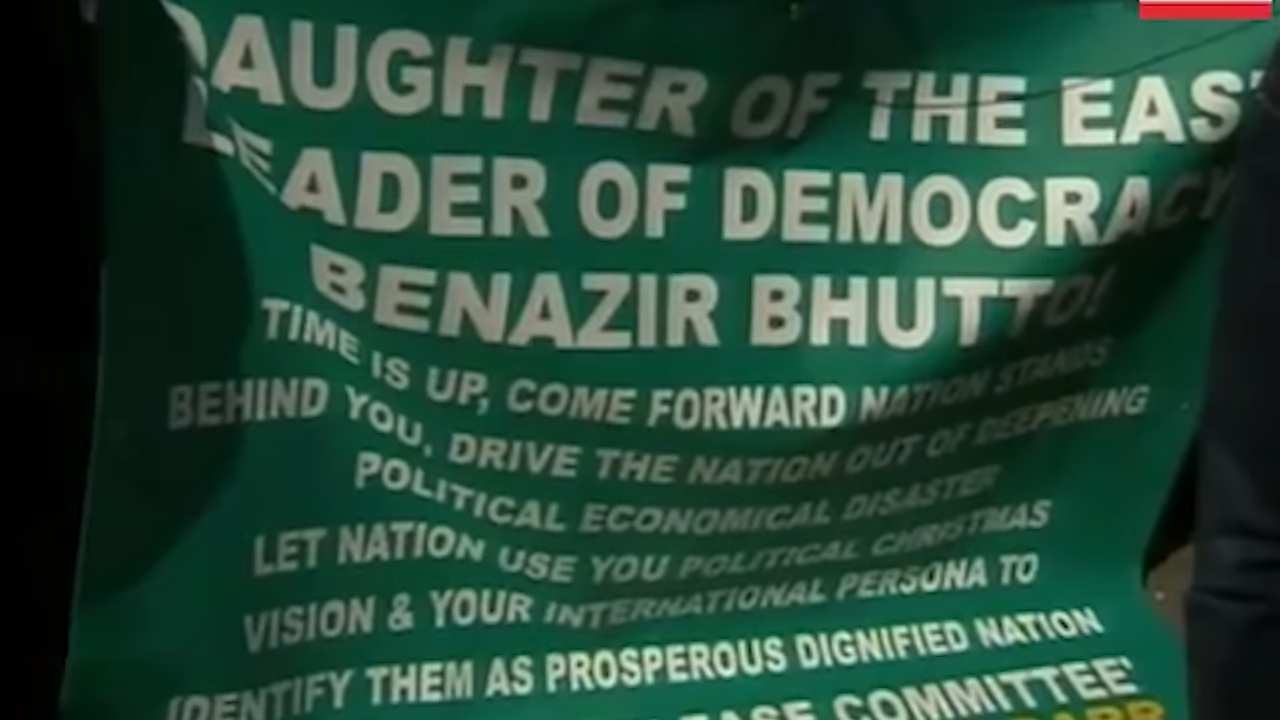 DAUGHTER OF THE EAST
LEADER OF DEMOCRACY
BENAZIR BHUTTO!
TIME IS UP, COME FORWARD NATION STANDS
BEHIND YOU, DRIVE THE NATION OUT OF DEEPENING
POLITICAL ECONOMICAL DISASTER
LET NATION USE YOU POLITICAL CHRISTMAS
VISION & YOUR INTERNATIONAL PERSONA TO
IDENTIFY THEM AS PROSPEROUS DIGNIFIED NATION
COMMITTEE'